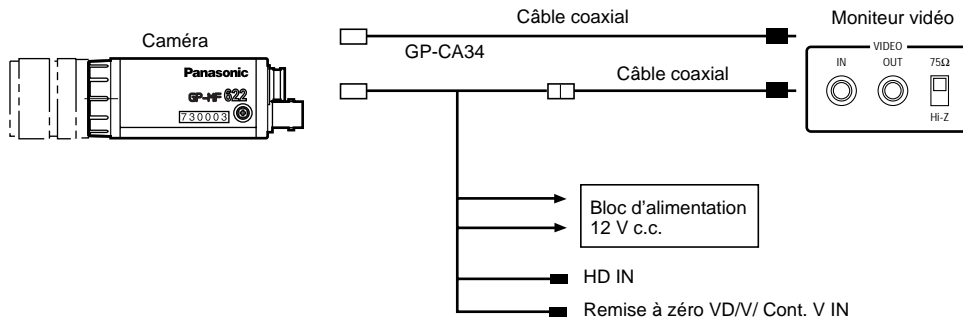 Câble coaxial
Moniteur vidéo
Caméra
GP-CA34
VIDEO
IN OUT 75Ω
Câble coaxial
Panasonic
GP-MF 622
730003
Hi-Z
Bloc d'alimentation
12 V c.c.
HD IN
Remise à zéro VD/V/ Cont. V IN